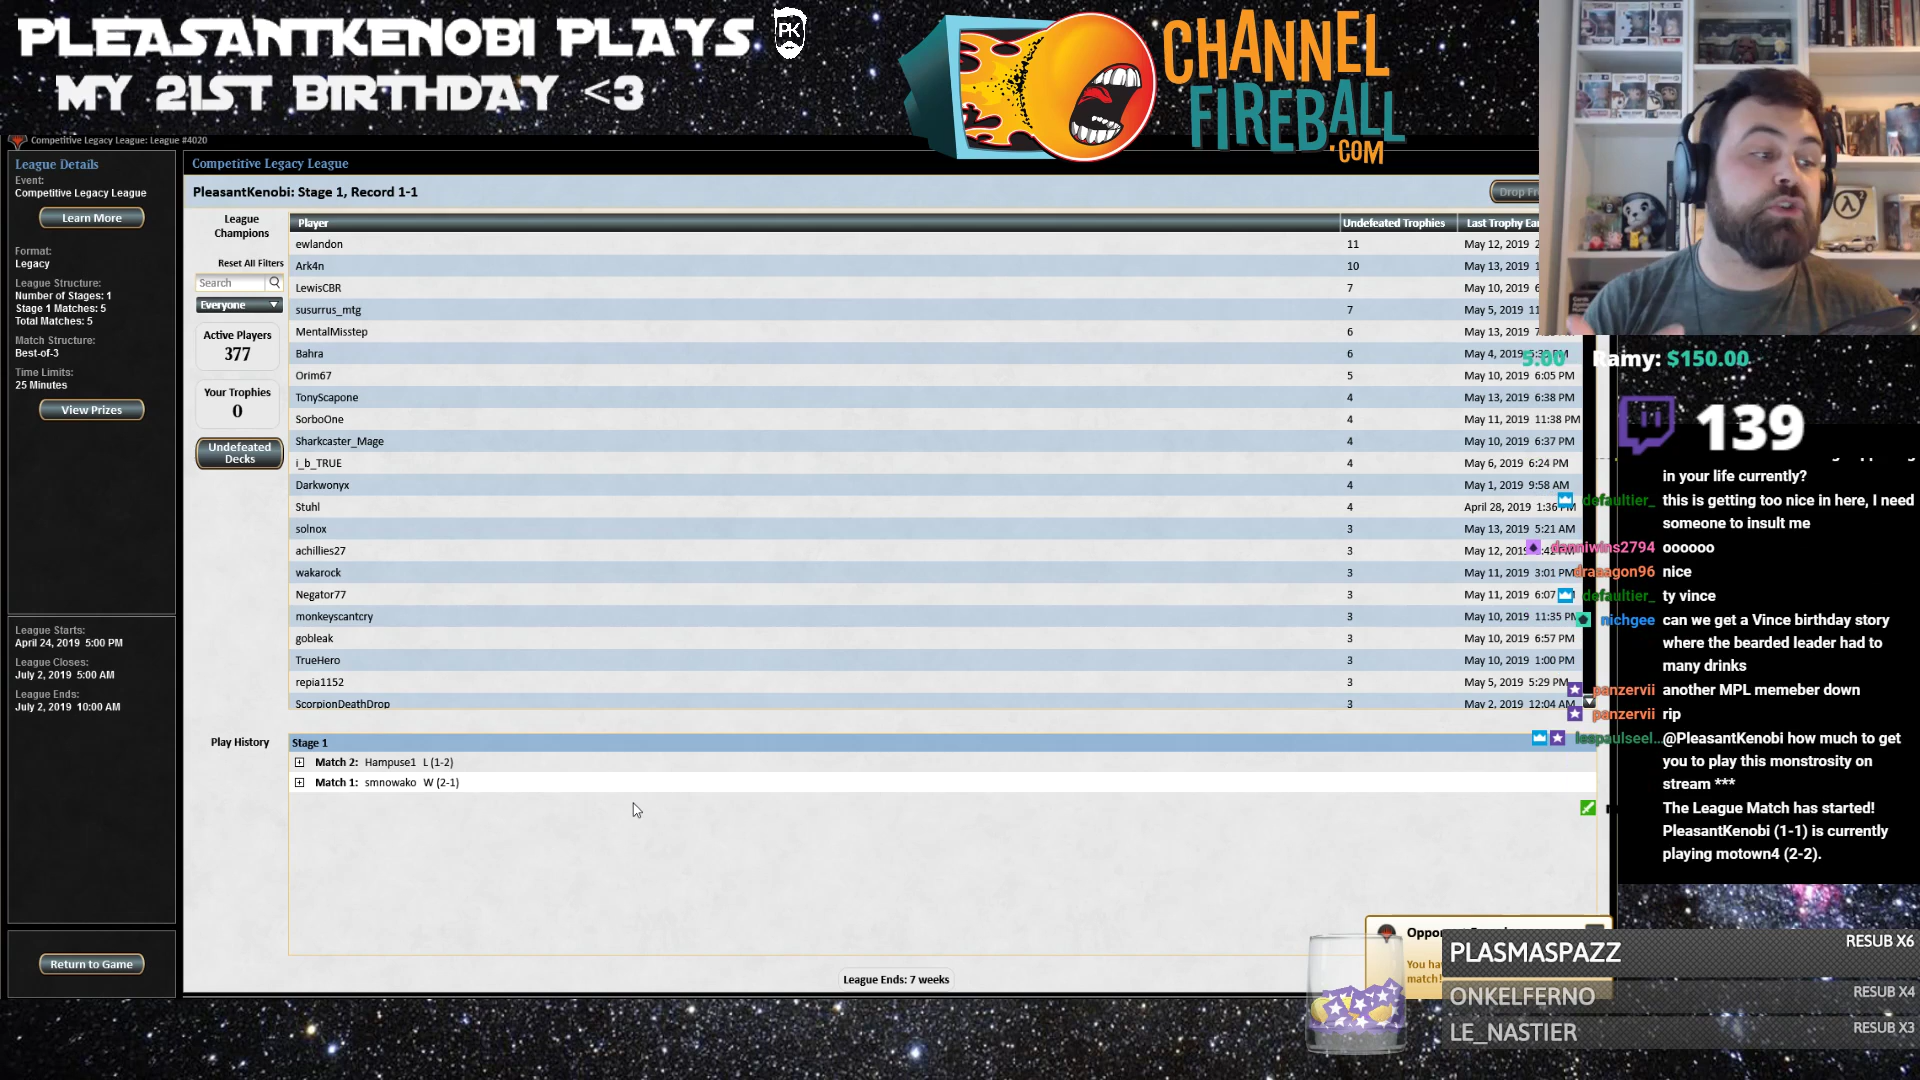 PLEASANTKENOBI PLAYS
PK
MY 21ST BIRTHDAY <3
CHANNEL
FIREBALL
.COM
Competitive Legacy League: League #4020
League Details
Event:
Competitive Legacy League
Learn More
Format:
Legacy
League Structure:
Number of Stages: 1
Stage 1 Matches: 5
Total Matches: 5
Match Structure:
Best-of-3
Time Limits:
25 Minutes
View Prizes
League Starts:
April 24, 2019 5:00 PM
League Closes:
July 2, 2019 5:00 AM
League Ends:
July 2, 2019 10:00 AM
Return to Game
Competitive Legacy League
PleasantKenobi: Stage 1, Record 1-1
Drop
League
Champions
Reset All Filters
Search
Everyone
Active Players
377
Your Trophies
0
Undefeated
Decks
Player Undefeated Trophies Last Trophy
ewlandon 11 May 12, 2019
Ark4n 10 May 13, 2019
LewisCBR 7 May 10, 2019
susurrus_mtg 7 May 5, 2019
MentalMisstep 6 May 13, 2019
Bahra 6 May 4, 2019
Orim67 5 May 10, 2019 6:05 PM
TonyScapone 4 May 13, 2019 6:38 PM
SorboOne 4 May 11, 2019 11:38 PM
Sharkcaster_Mage 4 May 10, 2019 6:37 PM
i_b_TRUE 4 May 6, 2019 6:24 PM
Darkwonyx 4 May 1, 2019 9:58 AM
Stuhl 4 April 28, 2019 1:36
solnox 3 May 13, 2019 5:21 AM
achillies27 3 May 12,
wakarock 3 May 11, 2019 3:01 PM
Negator77 3 May 11, 2019 6:07
monkeyscantcry 3 May 10, 2019 11:35 PM
gobleak 3 May 10, 2019 6:57 PM
TrueHero 3 May 10, 2019 1:00 PM
repia1152 3 May 5, 2019 5:29 PM
ScorpionDeathDrop 3 May 2, 2019 12:04 AM
Play History
Stage 1
Match 2: Hampuse1 L (1-2)
Match 1: smnowako W (2-1)
League Ends: 7 weeks
5.00 Ramy: $150.00
139
in your life currently?
defaultier_ this is getting too nice in here, I need
someone to insult me
danniwins2794 oooooo
draaagon96 nice
defaultier_ ty vince
nichgee can we get a Vince birthday story
where the bearded leader had to
many drinks
panzervii another MPL memeber down
panzervii rip
lespaulseel... @PleasantKenobi how much to get
you to play this monstrosity on
stream ***
The League Match has started!
PleasantKenobi (1-1) is currently
playing motown4 (2-2).
You
match!
PLASMASPAZZ RESUB X6
ONKELFERNO RESUB X4
LE_NASTIER RESUB X3